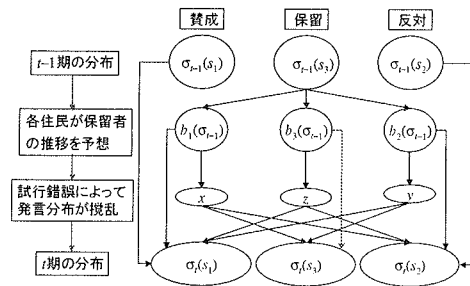 賛成
保留
反対
t−1期の分布
σt−1(s1)
σt−1(s3)
σt−1(s2)
各住民が保留者
の推移を予想
b1(σt−1)
b3(σt−1)
b2(σt−1)
試行錯誤によって
発言分布が撹乱
x
z
y
t期の分布
σt(s1)
σt(s3)
σt(s2)